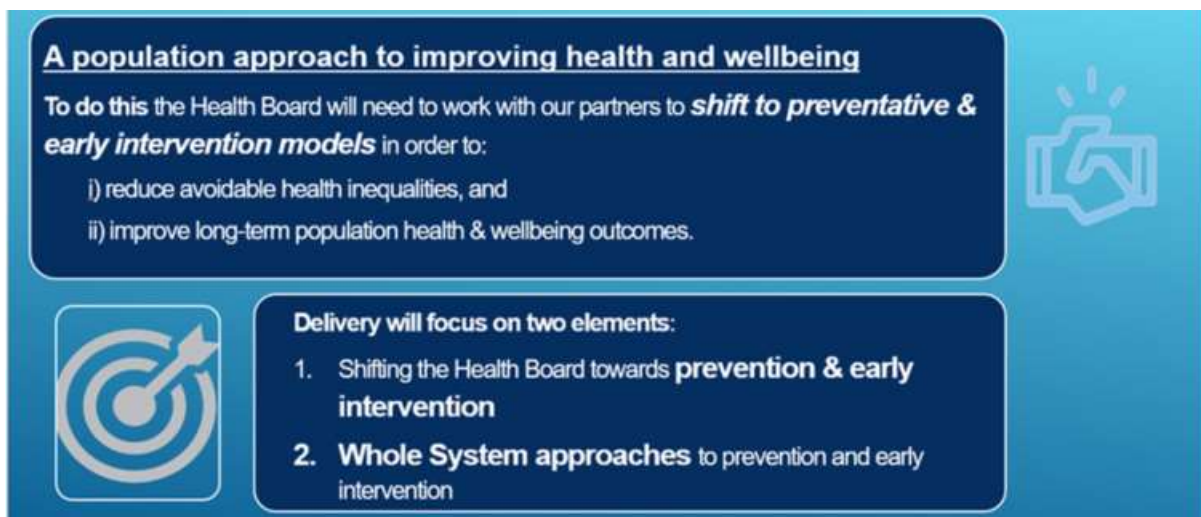 A population approach to improving health and wellbeing
To do this the Health Board will need to work with our partners to shift to preventative &
early intervention models in order to:
i) reduce avoidable health inequalities, and
ii) improve long-term population health & wellbeing outcomes.
Delivery will focus on two elements:
1. Shifting the Health Board towards prevention & early
intervention
2. Whole System approaches to prevention and early
intervention